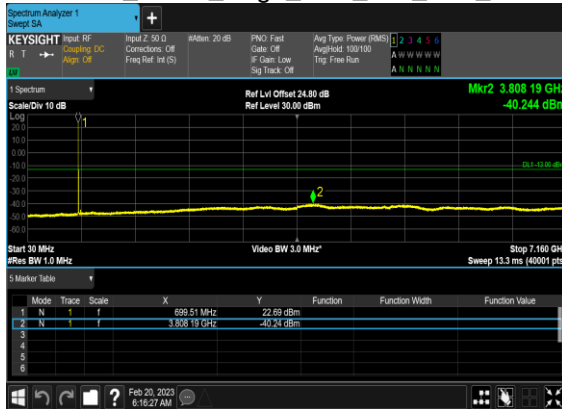 Spectrum Analyzer 1
Swept SA
+
KEYSIGHT Input: RF Input Z: 50 Ω #Atten: 20 dB PNO: Fast Avg Type: Power (RMS) 1 2 3 4 5 6
R T Coupling: DC Corrections: Off Gate: Off Avg|Hold: 100/100 A W W W W W
Align: Off Freq Ref: Int (S) IF Gain: Low Trig: Free Run A N N N N N
Sig Track: Off
LXI
1 Spectrum Ref Lvl Offset 24.80 dB Mkr2 3.808 19 GHz
Scale/Div 10 dB Ref Level 30.00 dBm -40.244 dBm
Log
20.0
10.0
0.00
-10.0
-20.0
-30.0
-40.0
-50.0
-60.0
1
2
DL1 -13.00 dB
Start 30 MHz Video BW 3.0 MHz* Stop 7.160 GH
#Res BW 1.0 MHz Sweep 13.3 ms (40001 pts
5 Marker Table
Mode Trace Scale X Y Function Function Width Function Value
1 N 1 f 699.51 MHz 22.69 dBm
2 N 1 f 3.808 19 GHz -40.24 dBm
3
4
5
6
? Feb 20, 2023
6:16:27 AM